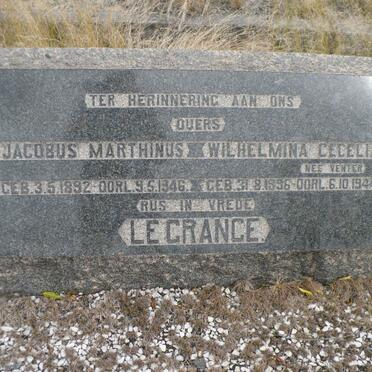 TER HERINNERING AAN ONS
OUERS
JACOBUS MARTHINUS WILHELMINA
NEE VENTER
GEB. 3.5.1892-OORL. 9.5.1946. GEB. 31.8.1896-OORL. 6.10.194
RUS IN VREDE
LE GRANGE.